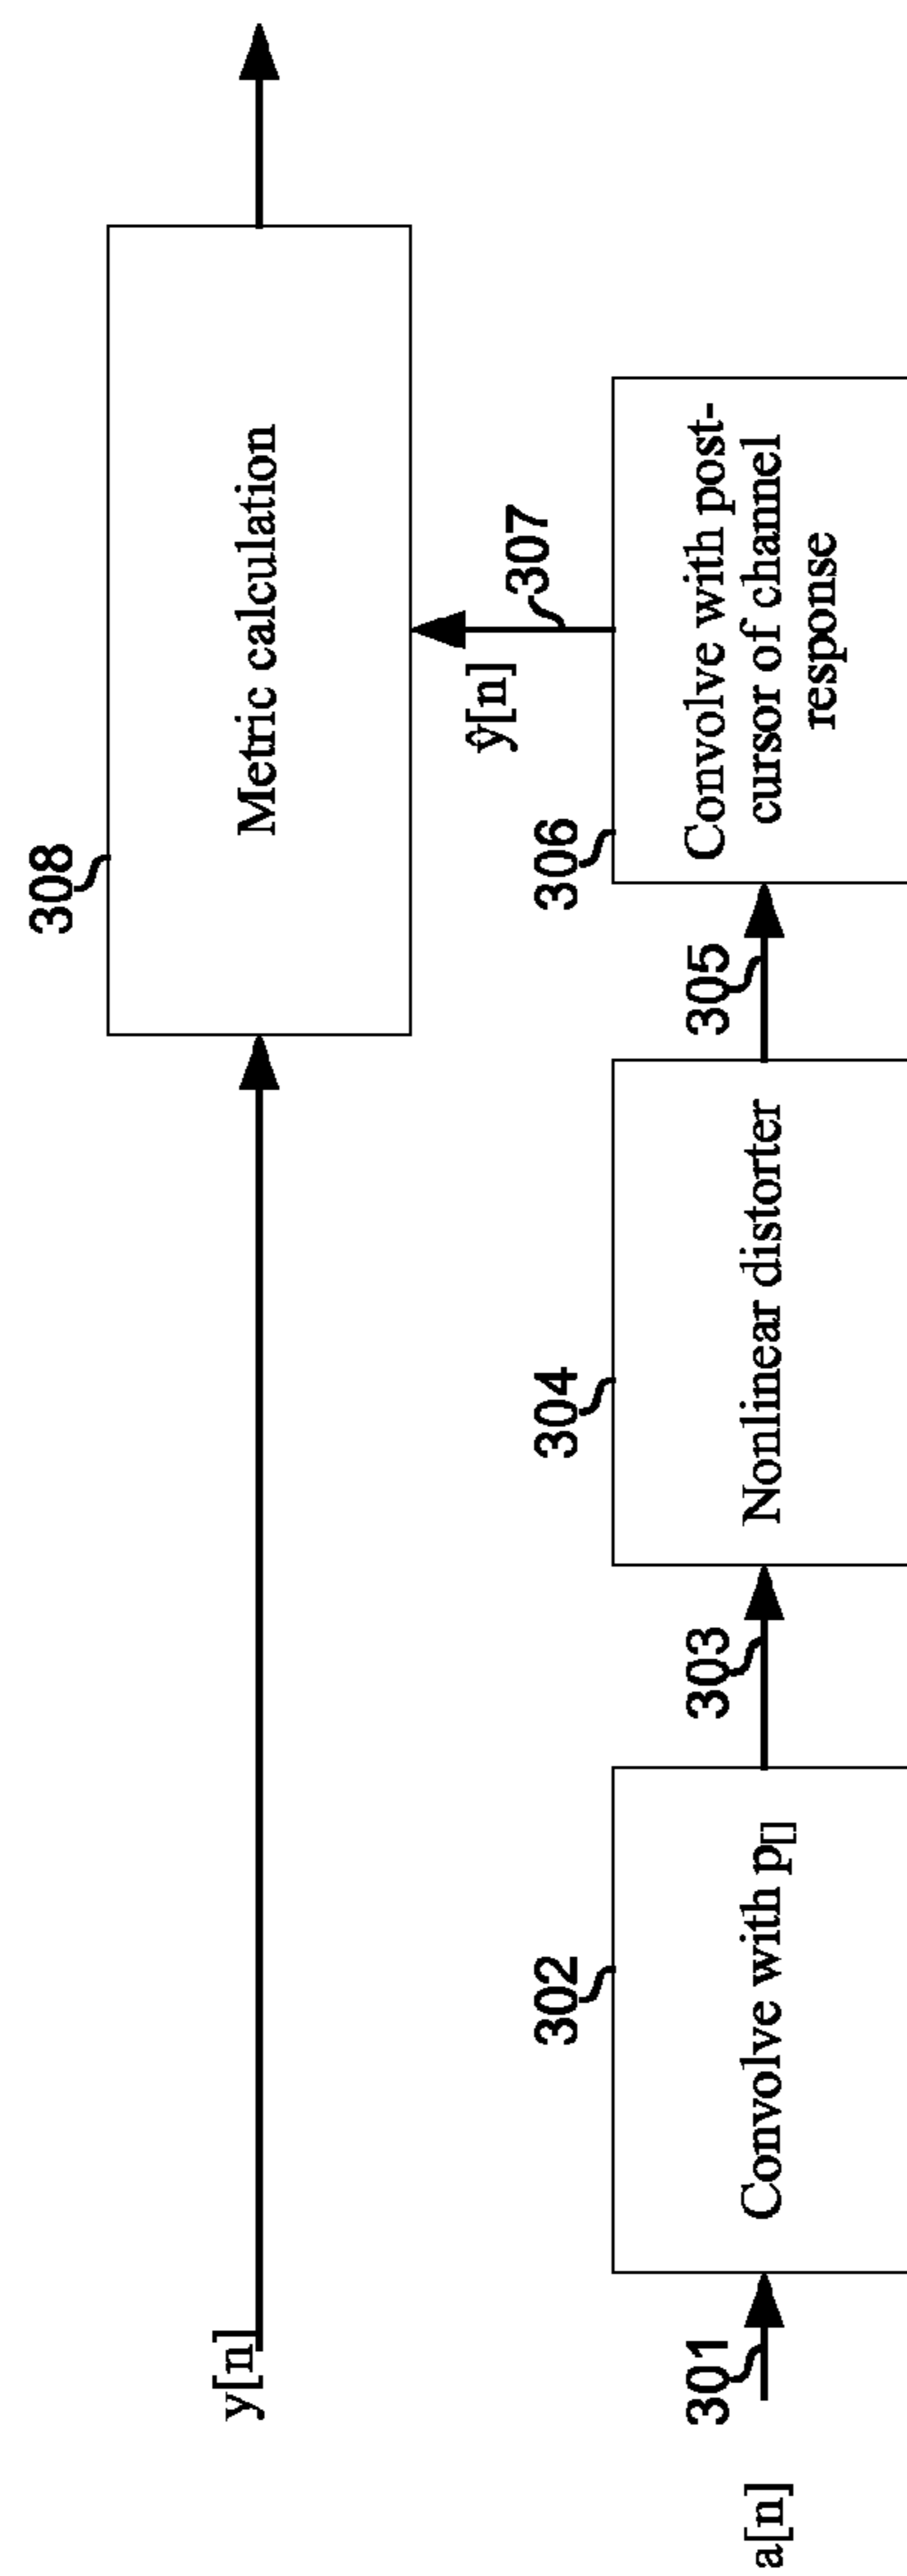 308
y[n]
Metric calculation
ŷ[n]
307
302
304
306
a[n]
301
Convolve with p[]
303
Nonlinear distorter
305
Convolve with post-
cursor of channel
response